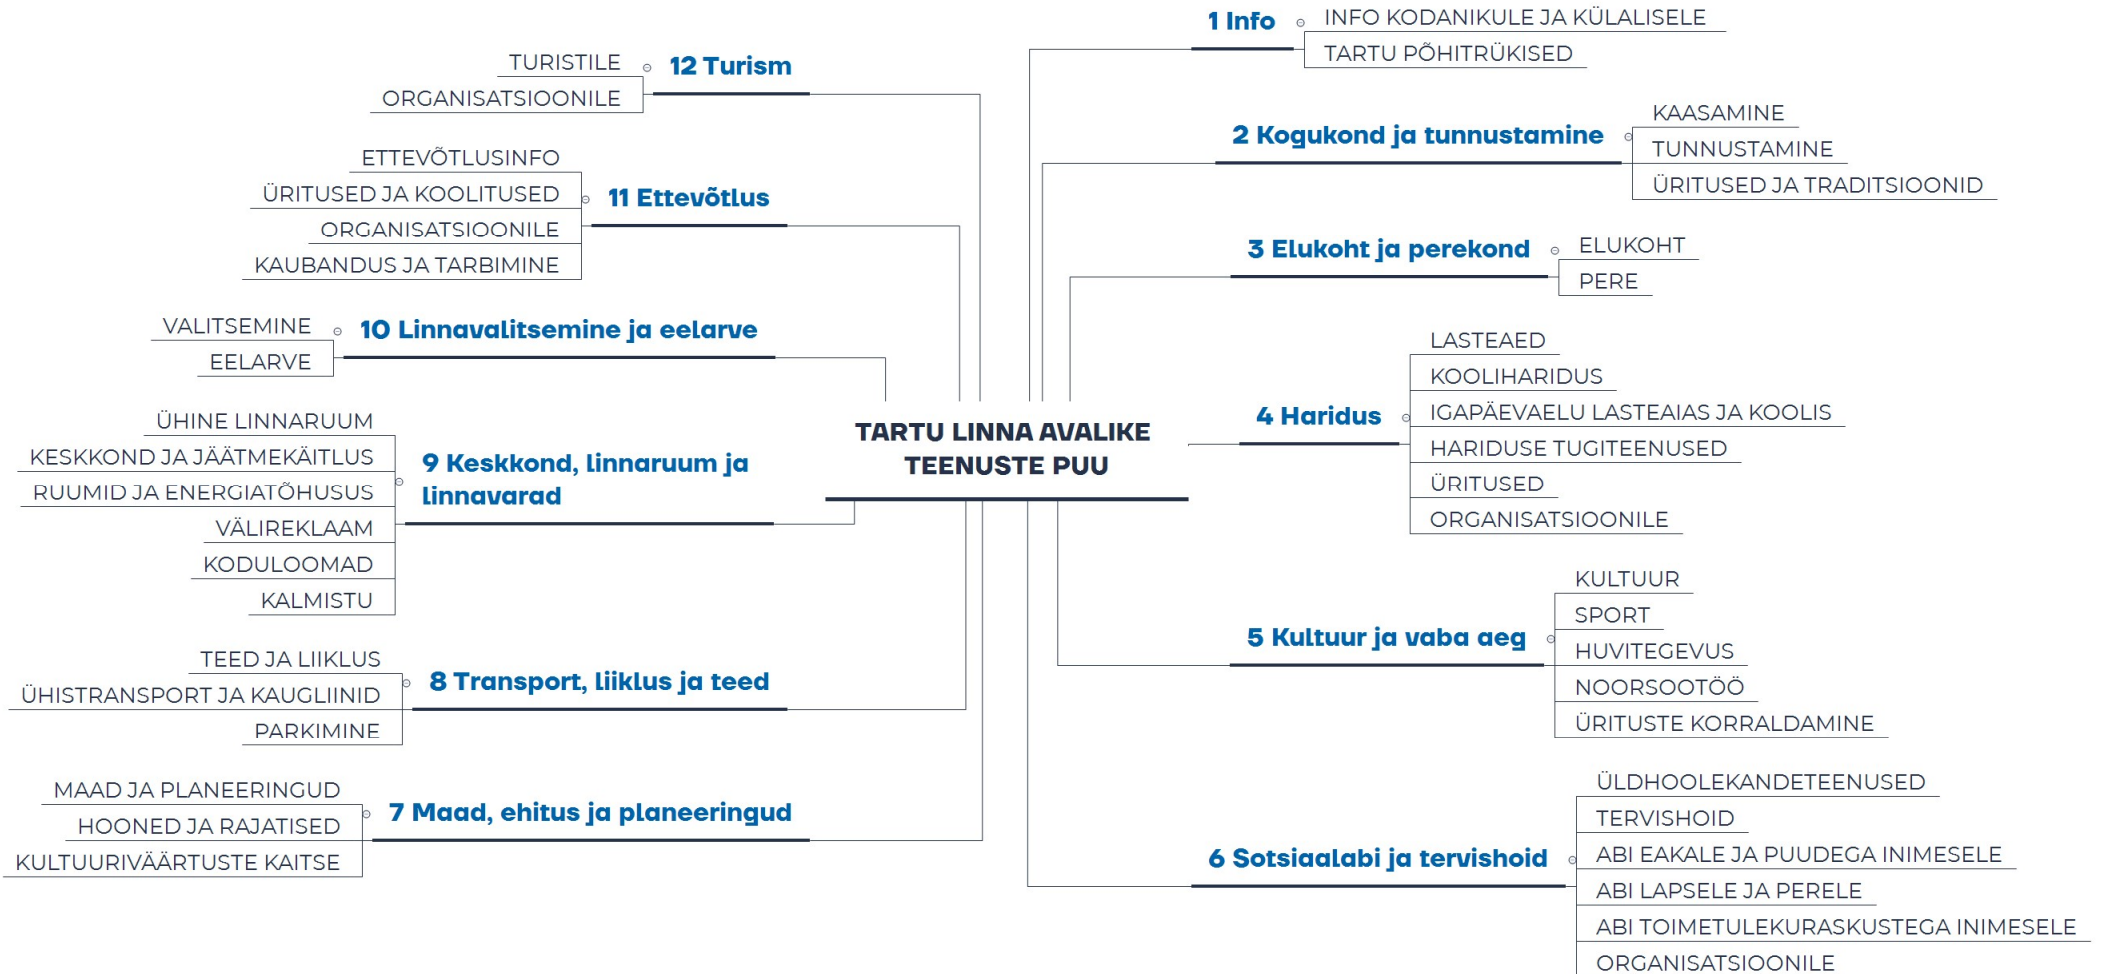 TARTU LINNA AVALIKE
TEENUSTE PUU
1 Info
INFO KODANIKULE JA KÜLALISELE
TARTU PÕHITRÜKISED
2 Kogukond ja tunnustamine
KAASAMINE
TUNNUSTAMINE
ÜRITUSED JA TRADITSIOONID
3 Elukoht ja perekond
ELUKOHT
PERE
4 Haridus
LASTEAED
KOOLIHARIDUS
IGAPÄEVAELU LASTEAIAS JA KOOLIS
HARIDUSE TUGITEENUSED
ÜRITUSED
ORGANISATSIOONILE
5 Kultuur ja vaba aeg
KULTUUR
SPORT
HUVITEGEVUS
NOORSOOTÖÖ
ÜRITUSTE KORRALDAMINE
6 Sotsiaalabi ja tervishoid
ÜLDHOOLEKANDETEENUSED
TERVISHOID
ABI EAKALE JA PUUDEGA INIMESELE
ABI LAPSELE JA PERELE
ABI TOIMETULEKURASKUSTEGA INIMESELE
ORGANISATSIOONILE
7 Maad, ehitus ja planeeringud
MAAD JA PLANEERINGUD
HOONED JA RAJATISED
KULTUURIVÄÄRTUSTE KAITSE
8 Transport, liiklus ja teed
TEED JA LIIKLUS
ÜHISTRANSPORT JA KAUGLIINID
PARKIMINE
9 Keskkond, linnaruum ja
linnavarad
ÜHINE LINNARUUM
KESKKOND JA JÄÄTMEKÄITLUS
RUUMID JA ENERGIATÕHUSUS
VÄLIREKLAAM
KODULOOMAD
KALMISTU
10 Linnavalitsemine ja eelarve
VALITSEMINE
EELARVE
11 Ettevõtlus
ETTEVÕTLUSINFO
ÜRITUSED JA KOOLITUSED
ORGANISATSIOONILE
KAUBANDUS JA TARBIMINE
12 Turism
TURISTILE
ORGANISATSIOONILE